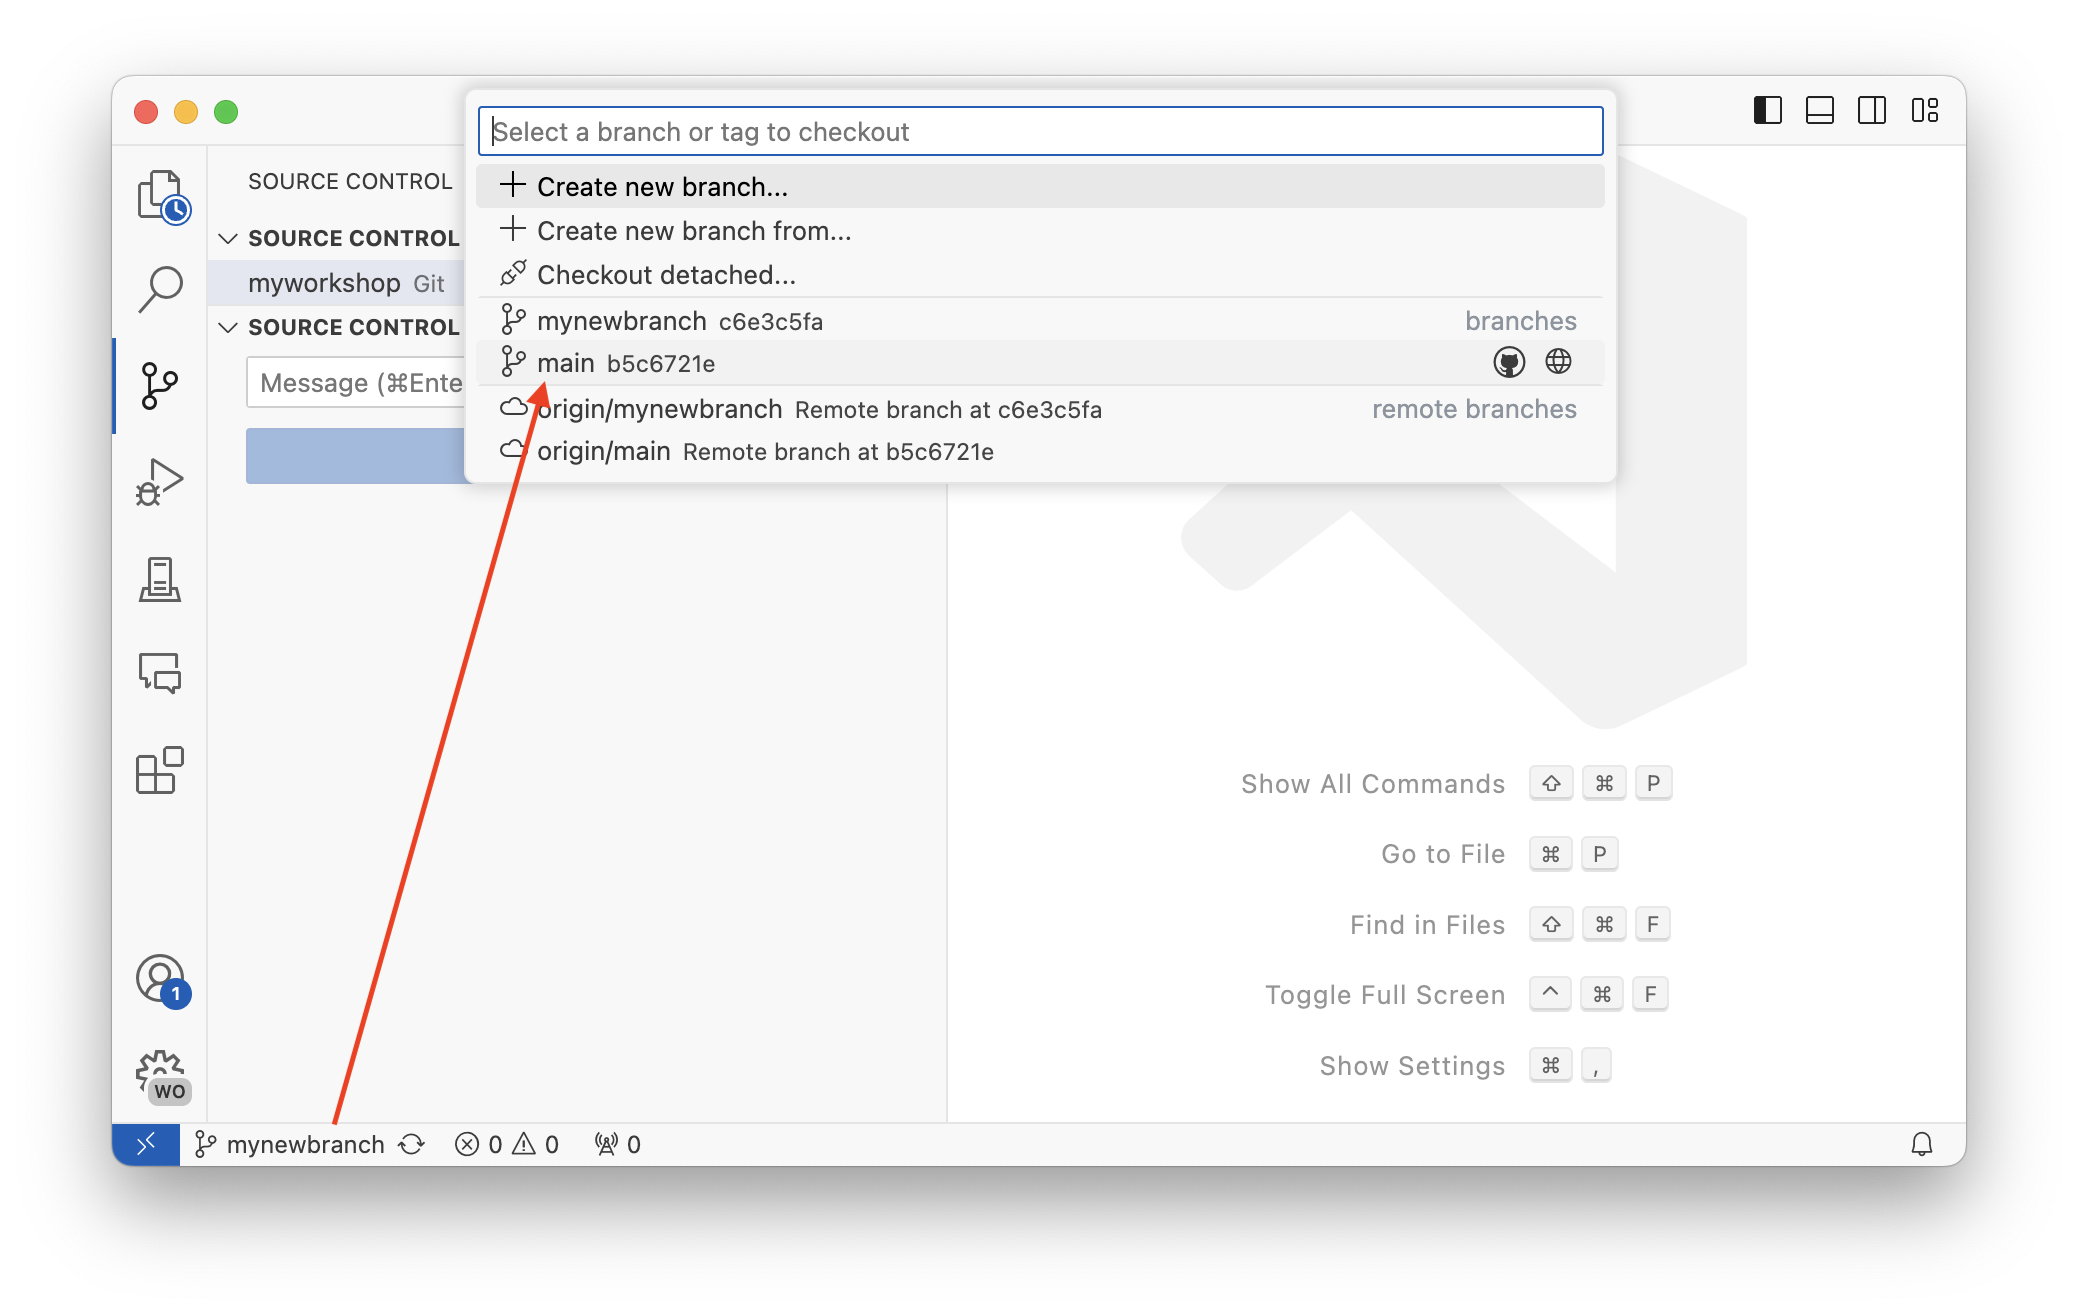 Select a branch or tag to checkout
Create new branch...
Create new branch from...
Checkout detached...
mynewbranch c6e3c5fa branches
main b5c6721e
origin/mynewbranch Remote branch at c6e3c5fa remote branches
origin/main Remote branch at b5c6721e
SOURCE CONTROL
SOURCE CONTROL
myworkshop Git
SOURCE CONTROL
Message (⌘Ente
Show All Commands ⇧ ⌘ P
Go to File ⌘ P
Find in Files ⇧ ⌘ F
Toggle Full Screen ^ ⌘ F
Show Settings ⌘ ,
1
WO
mynewbranch 0 0 0